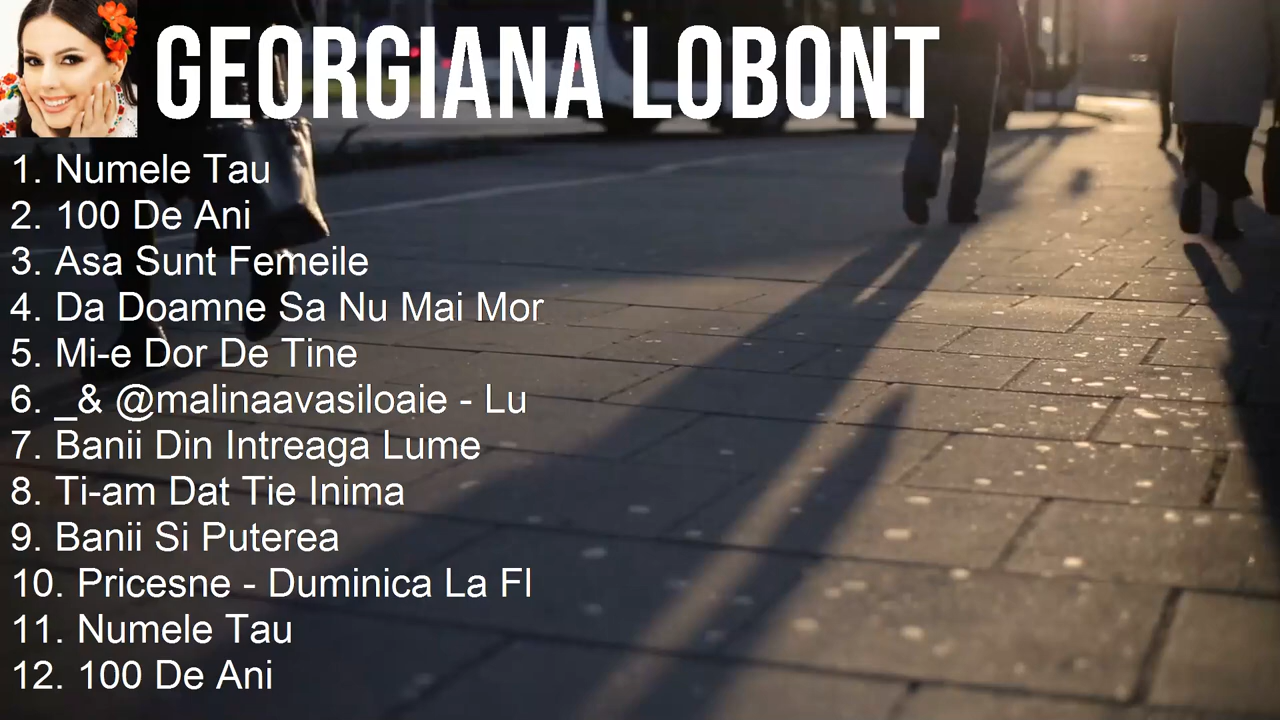 GEORGIANA LOBONT
1. Numele Tau
2. 100 De Ani
3. Asa Sunt Femeile
4. Da Doamne Sa Nu Mai Mor
5. Mi-e Dor De Tine
6. _& @malinaavasiloaie - Lu
7. Banii Din Intreaga Lume
8. Ti-am Dat Tie Inima
9. Banii Si Puterea
10. Pricesne - Duminica La Fl
11. Numele Tau
12. 100 De Ani